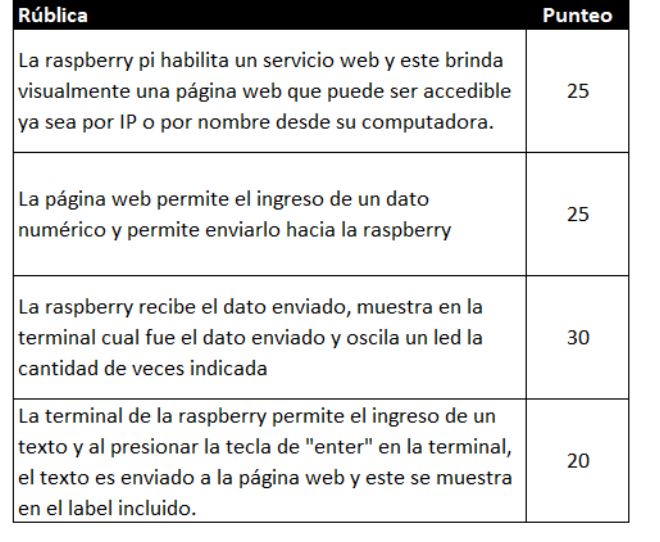 Rública
Punteo
La raspberry pi habilita un servicio web y este brinda
visualmente una página web que puede ser accedible
ya sea por IP o por nombre desde su computadora.
25
La página web permite el ingreso de un dato
numérico y permite enviarlo hacia la raspberry
25
La raspberry recibe el dato enviado, muestra en la
terminal cual fue el dato enviado y oscila un led la
cantidad de veces indicada
30
La terminal de la raspberry permite el ingreso de un
texto y al presionar la tecla de "enter" en la terminal,
el texto es enviado a la página web y este se muestra
en el label incluido.
20